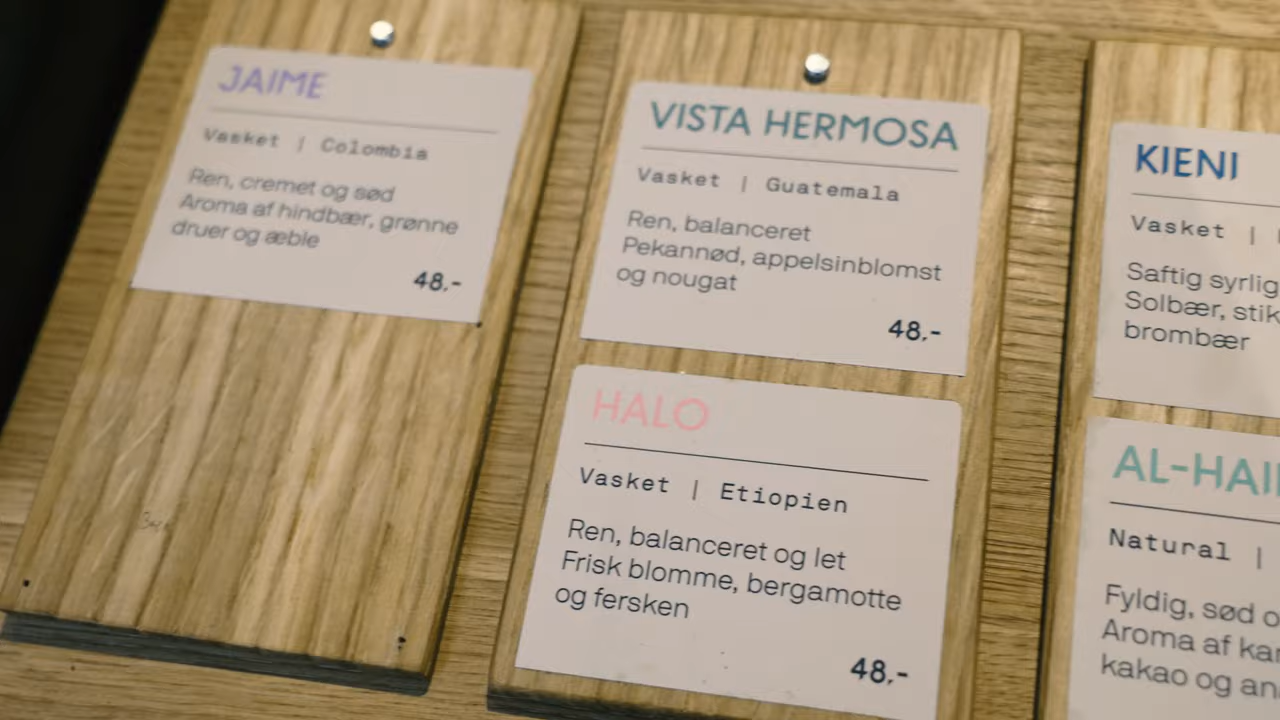 JAIME
Vasket | Colombia
Ren, cremet og sød
Aroma af hindbær, grønne
druer og æble
48.-
VISTA HERMOSA
Vasket | Guatemala
Ren, balanceret
Pekannød, appelsinblomst
og nougat
48.-
HALO
Vasket | Etiopien
Ren, balanceret og let
Frisk blomme, bergamotte
og fersken
48.-
KIENI
Vasket |
Saftig syrlig
Solbær,
brombær
Natural |
Fyldig, sød
Aroma af
kakao og